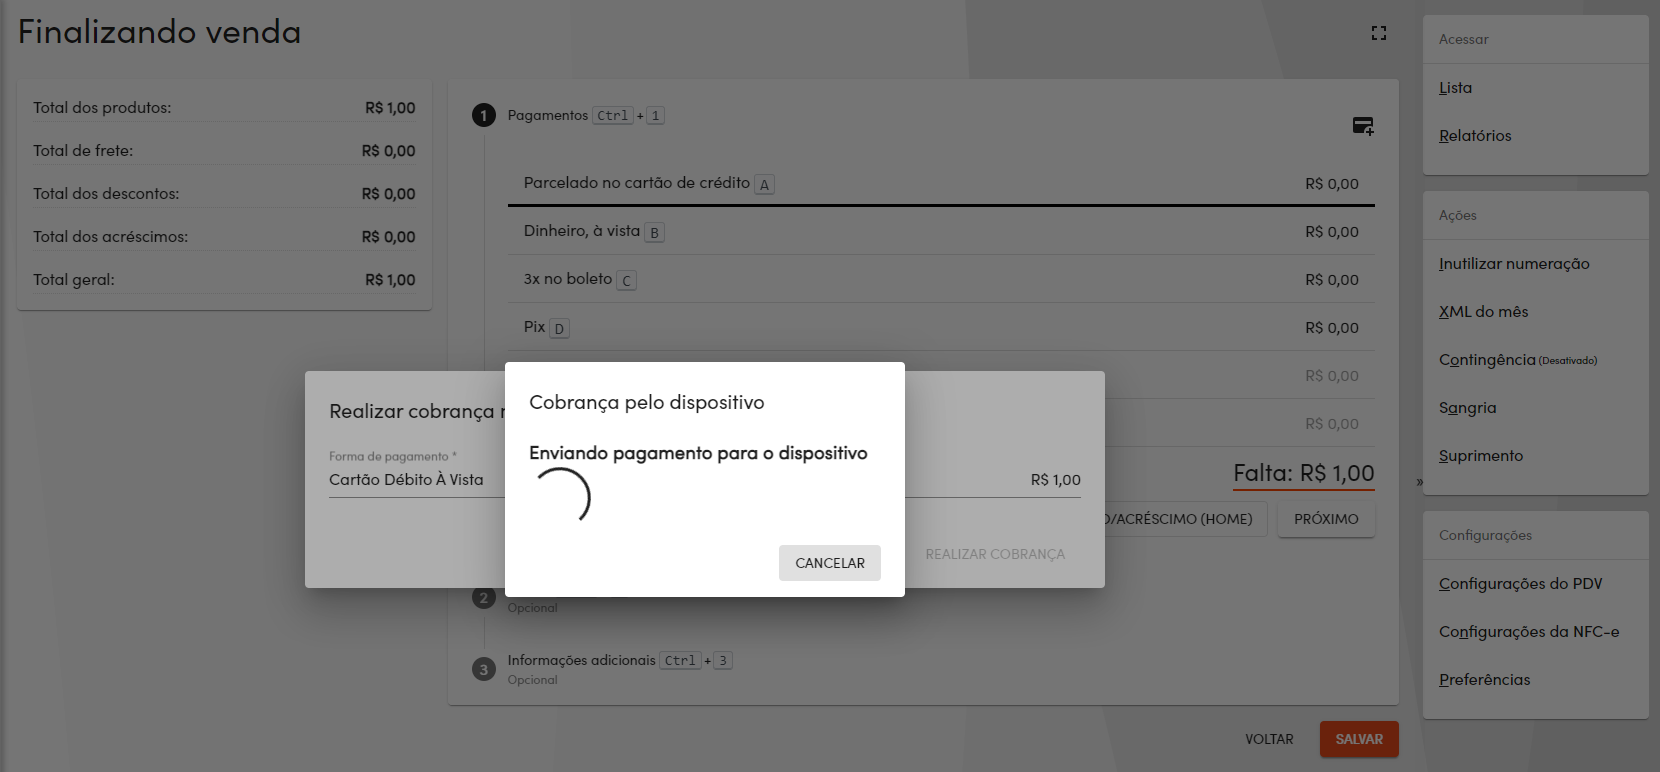 Finalizando venda
Total dos produtos: R$ 1,00
Total de frete: R$ 0,00
Total dos descontos: R$ 0,00
Total dos acréscimos: R$ 0,00
Total geral: R$ 1,00
1 Pagamentos Ctrl + 1
Parcelado no cartão de crédito A R$ 0,00
Dinheiro, à vista B R$ 0,00
3x no boleto C R$ 0,00
Pix D R$ 0,00
R$ 0,00
R$ 0,00
Falta: R$ 1,00
O/ACRÉSCIMO (HOME) PRÓXIMO
Realizar cobrança
Forma de pagamento *
Cartão Débito À Vista R$ 1,00
REALIZAR COBRANÇA
Cobrança pelo dispositivo
Enviando pagamento para o dispositivo
CANCELAR
2
Opcional
3 Informações adicionais Ctrl + 3
Opcional
VOLTAR SALVAR
Acessar
Lista
Relatórios
Ações
Inutilizar numeração
XML do mês
Contingência (Desativado)
Sangria
Suprimento
»
Configurações
Configurações do PDV
Configurações da NFC-e
Preferências